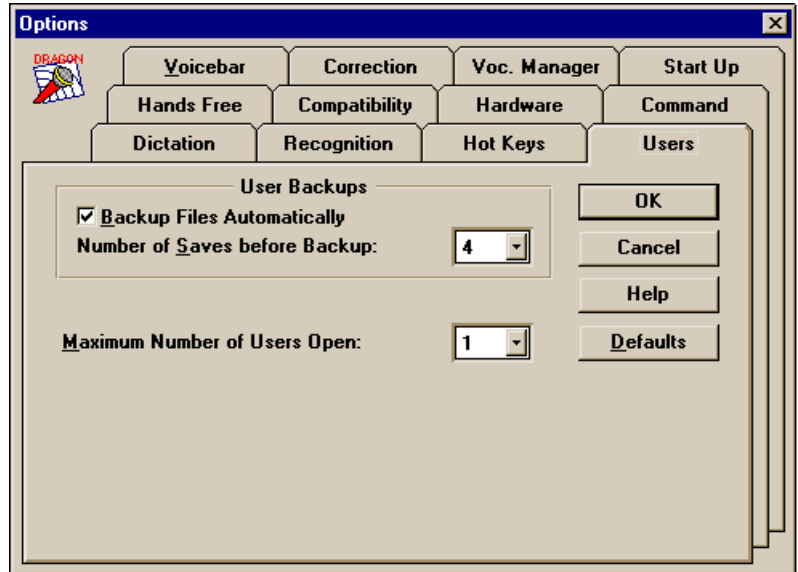 Options
DRAGON
Voicebar Correction Voc. Manager Start Up
Hands Free Compatibility Hardware Command
Dictation Recognition Hot Keys Users
User Backups
Backup Files Automatically
Number of Saves before Backup: 4
Maximum Number of Users Open: 1
OK
Cancel
Help
Defaults